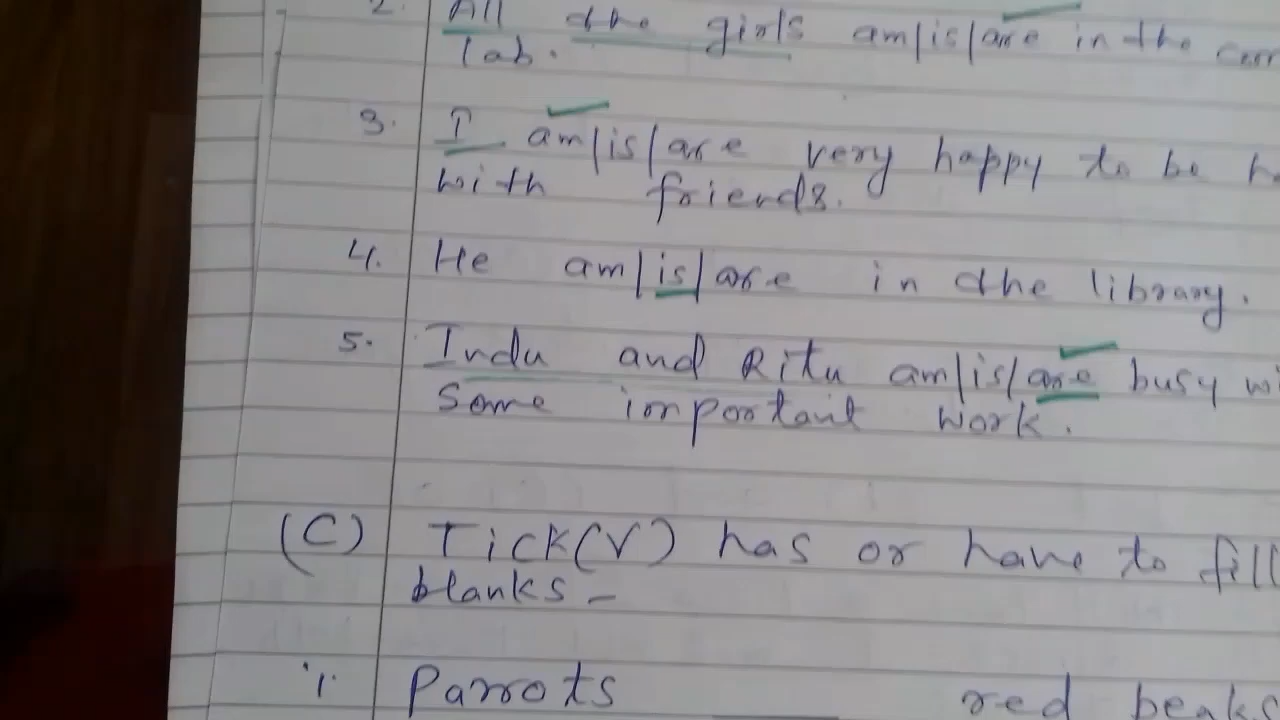 2. All the girls am/is/are in the
lab.
3. I am/is/are very happy to be
with friends.
4. He am/is/are in the library.
5. Indu and Ritu am/is/are busy
Some important work.
(C) Tick(√) has or have to fill
blanks -
1. Parrots ____ red beaks